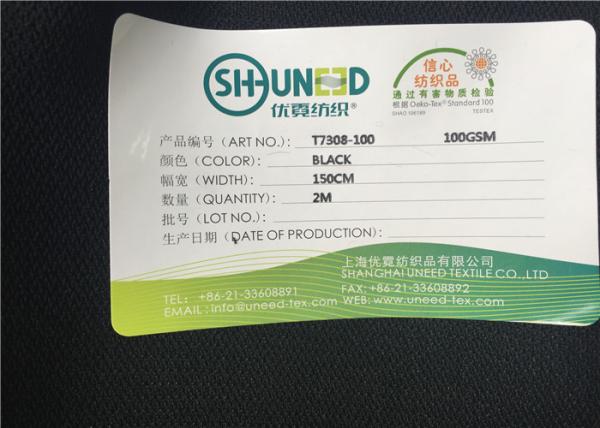 SHUNEED
优霓纺织®
信心
纺织品
通过有害物质检验
根据 Oeko-Tex® Standard 100
SHAO 096189 TESTEX
产品编号 (ART NO.): T7308-100 100GSM
颜色 (COLOR): BLACK
幅宽 (WIDTH): 150CM
数量 (QUANTITY): 2M
批号 (LOT NO.):
生产日期 (DATE OF PRODUCTION):
上海优霓纺织品有限公司
SHANGHAI UNEED TEXTILE CO.,LTD
TEL: +86-21-33608891 FAX: +86-21-33608892
EMAIL: info@uneed-tex.com WEB: www.uneed-tex.com